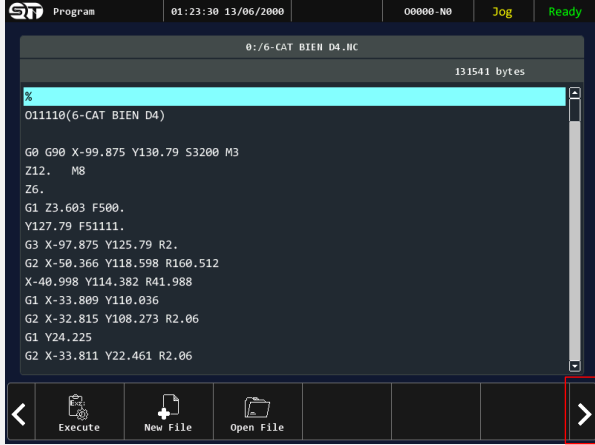 Program 01:23:30 13/06/2000 O0000-N0 Jog Ready
0:/6-CAT BIEN D4.NC
131541 bytes
%
O11110(6-CAT BIEN D4)
G0 G90 X-99.875 Y130.79 S3200 M3
Z12. M8
Z6.
G1 Z3.603 F500.
Y127.79 F51111.
G3 X-97.875 Y125.79 R2.
G2 X-50.366 Y118.598 R160.512
X-40.998 Y114.382 R41.988
G1 X-33.809 Y110.036
G2 X-32.815 Y108.273 R2.06
G1 Y24.225
G2 X-33.811 Y22.461 R2.06
Execute New File Open File